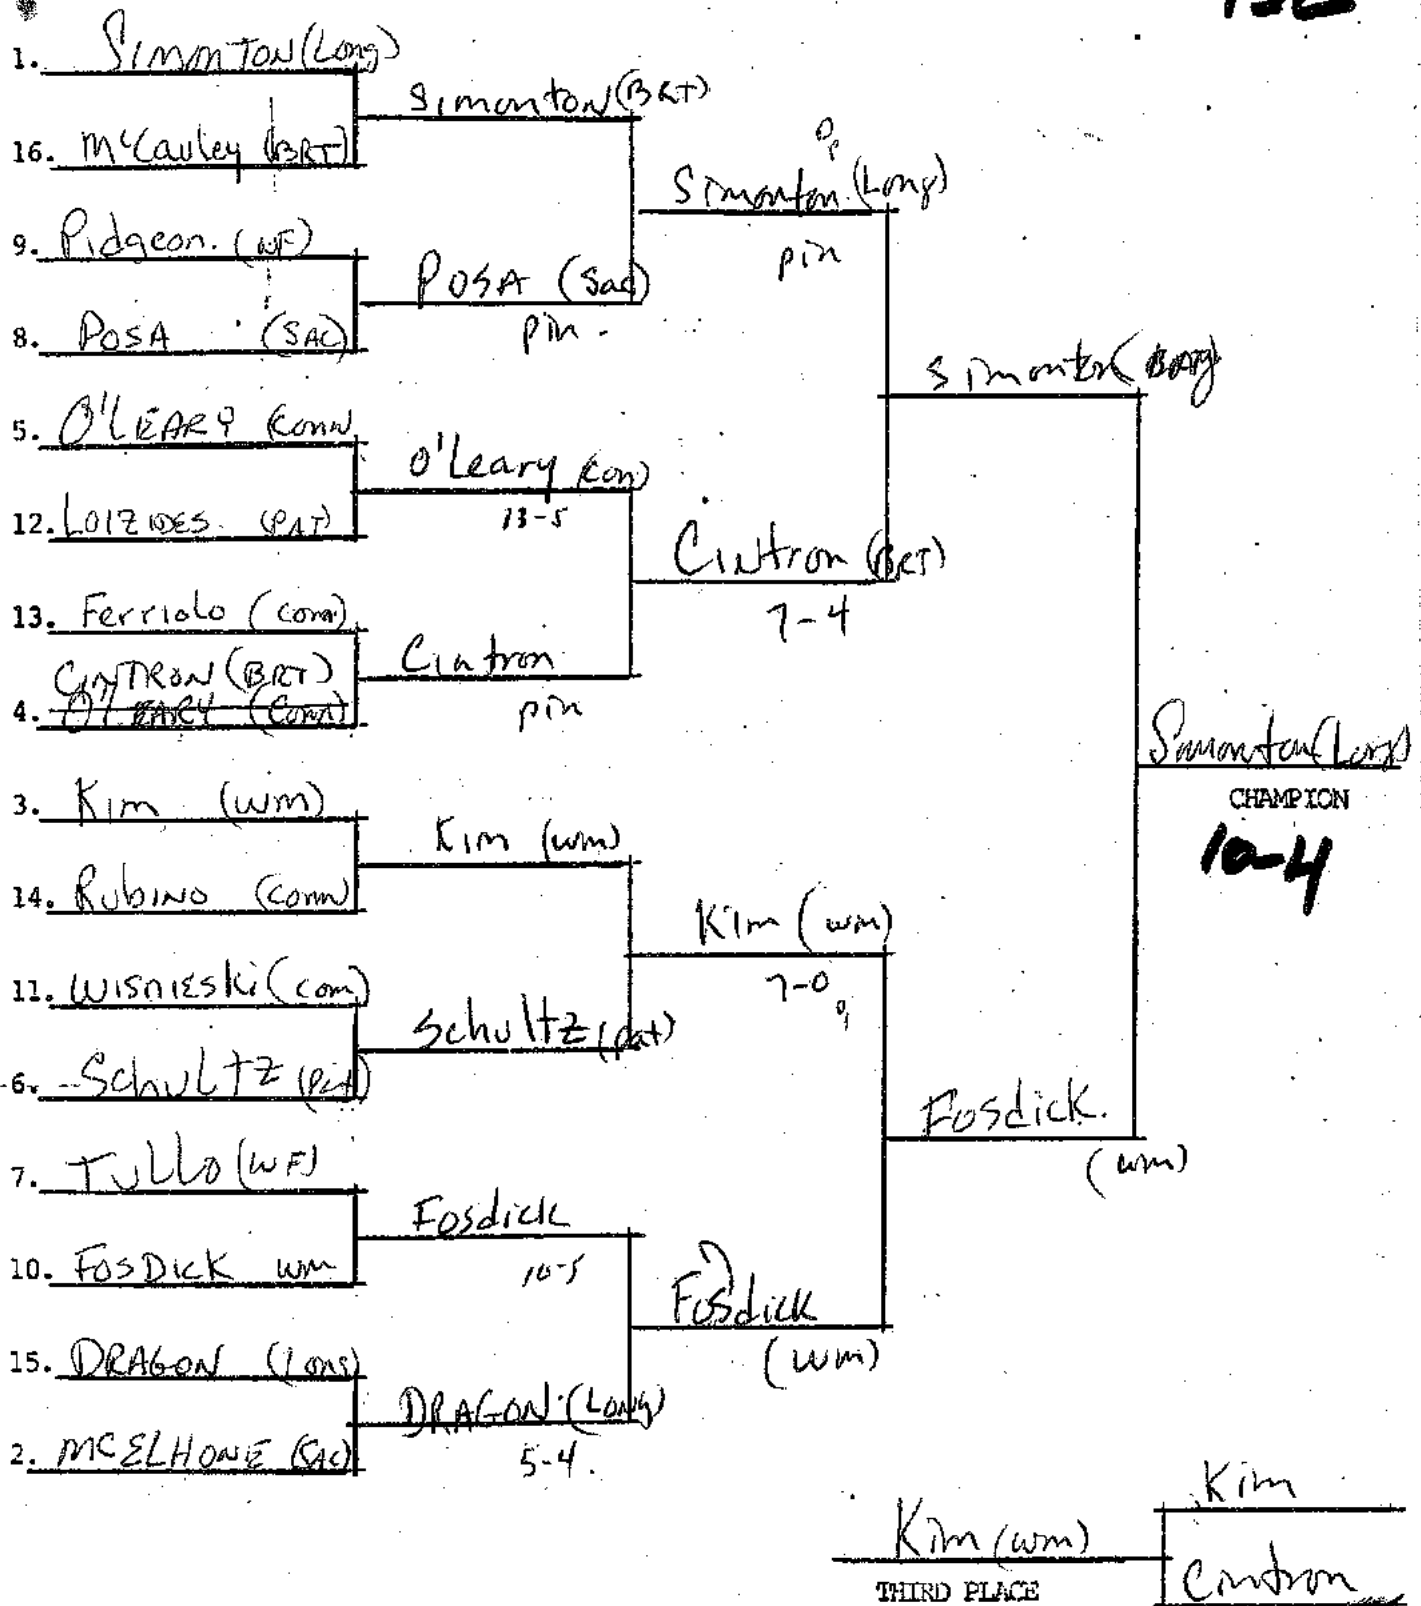 1. Simonton (Long)
16. McCauley (BRT)
9. Pidgeon. (WF)
8. POSA (SAC)
5. O'LEARY (Conn
12. LOIZIDES. (PAT)
13. Ferriolo (conn)
CINTRON (BRT)
4. O'LEARY (Conn)
3. Kim (wm)
14. Rubino (Conn)
11. WISNIESKi (com)
6. Schultz (Pat)
7. TULLO (WF)
10. FOSDICK wm
15. DRAGON (Long)
2. MCELHONE (SAC)
Simonton (BRT)
POSA (Sac)
pin.
O'Leary (con)
13-5
Cintron
pin
Kim (wm)
Schultz (pat)
Fosdick
10-5
DRAGON (Long)
5-4.
Simonton (Long)
pin
Cintron (BRT)
7-4
Kim (wm)
7-0
Fosdick
(wm)
Simonton
Fosdick.
(wm)
Simonton (Long)
CHAMPION
10-4
Kim
Kim (wm)
THIRD PLACE
Cintron